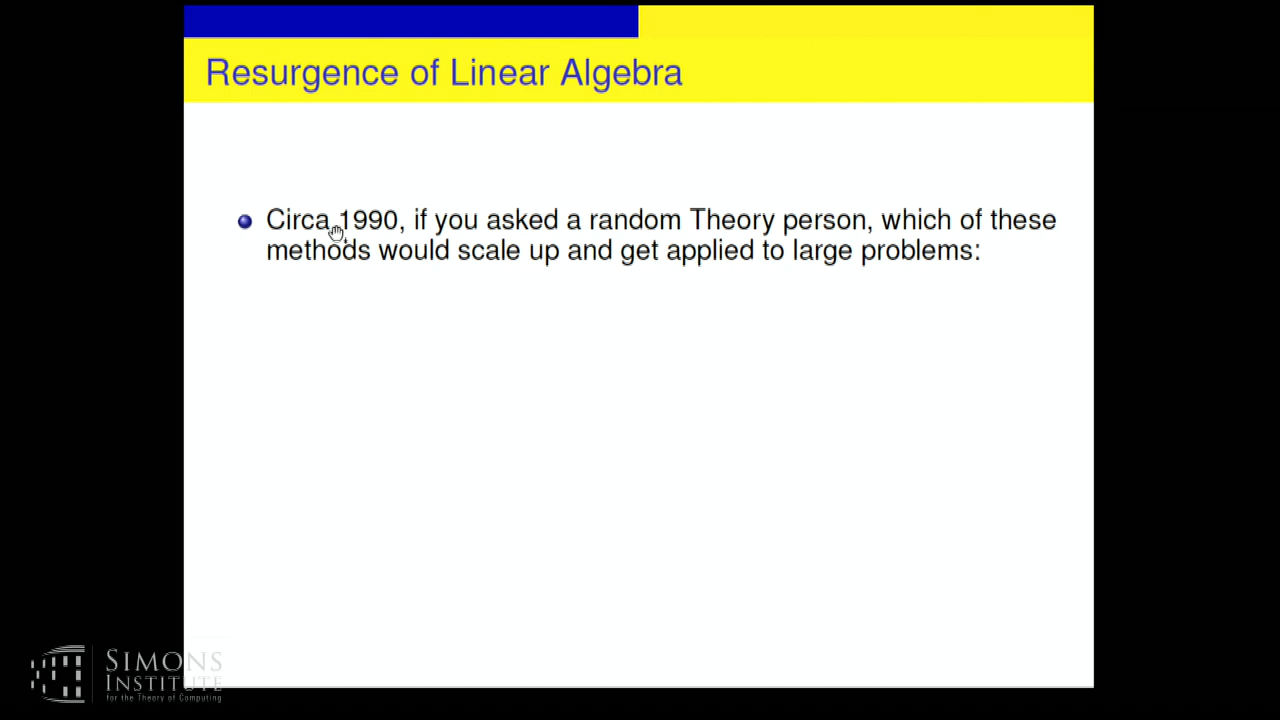 Resurgence of Linear Algebra
Circa 1990, if you asked a random Theory person, which of these
methods would scale up and get applied to large problems:
SIMONS
INSTITUTE
for the Theory of Computing